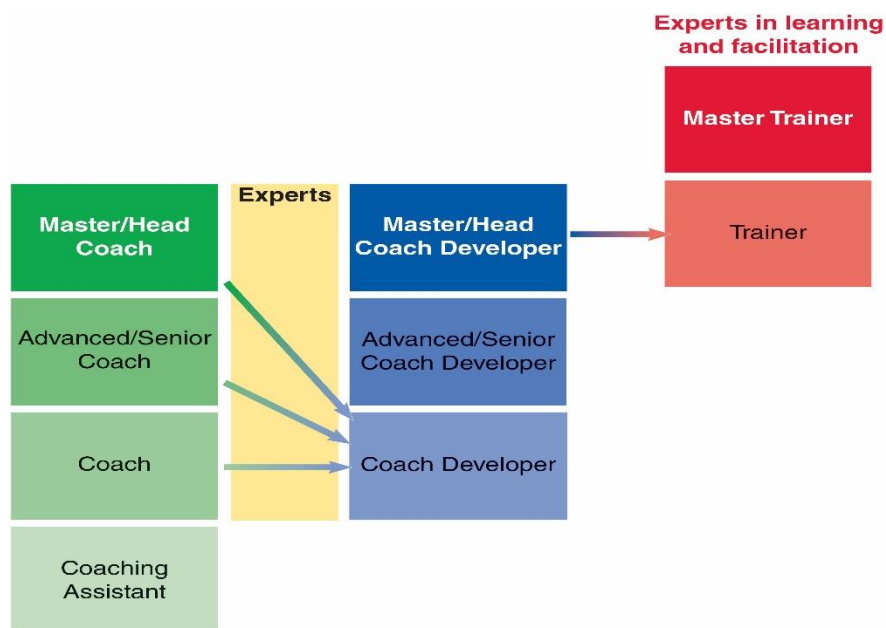 Experts in learning
and facilitation
Master Trainer
Trainer
Master/Head
Coach
Experts
Master/Head
Coach Developer
Advanced/Senior
Coach
Advanced/Senior
Coach Developer
Coach
Coach Developer
Coaching
Assistant